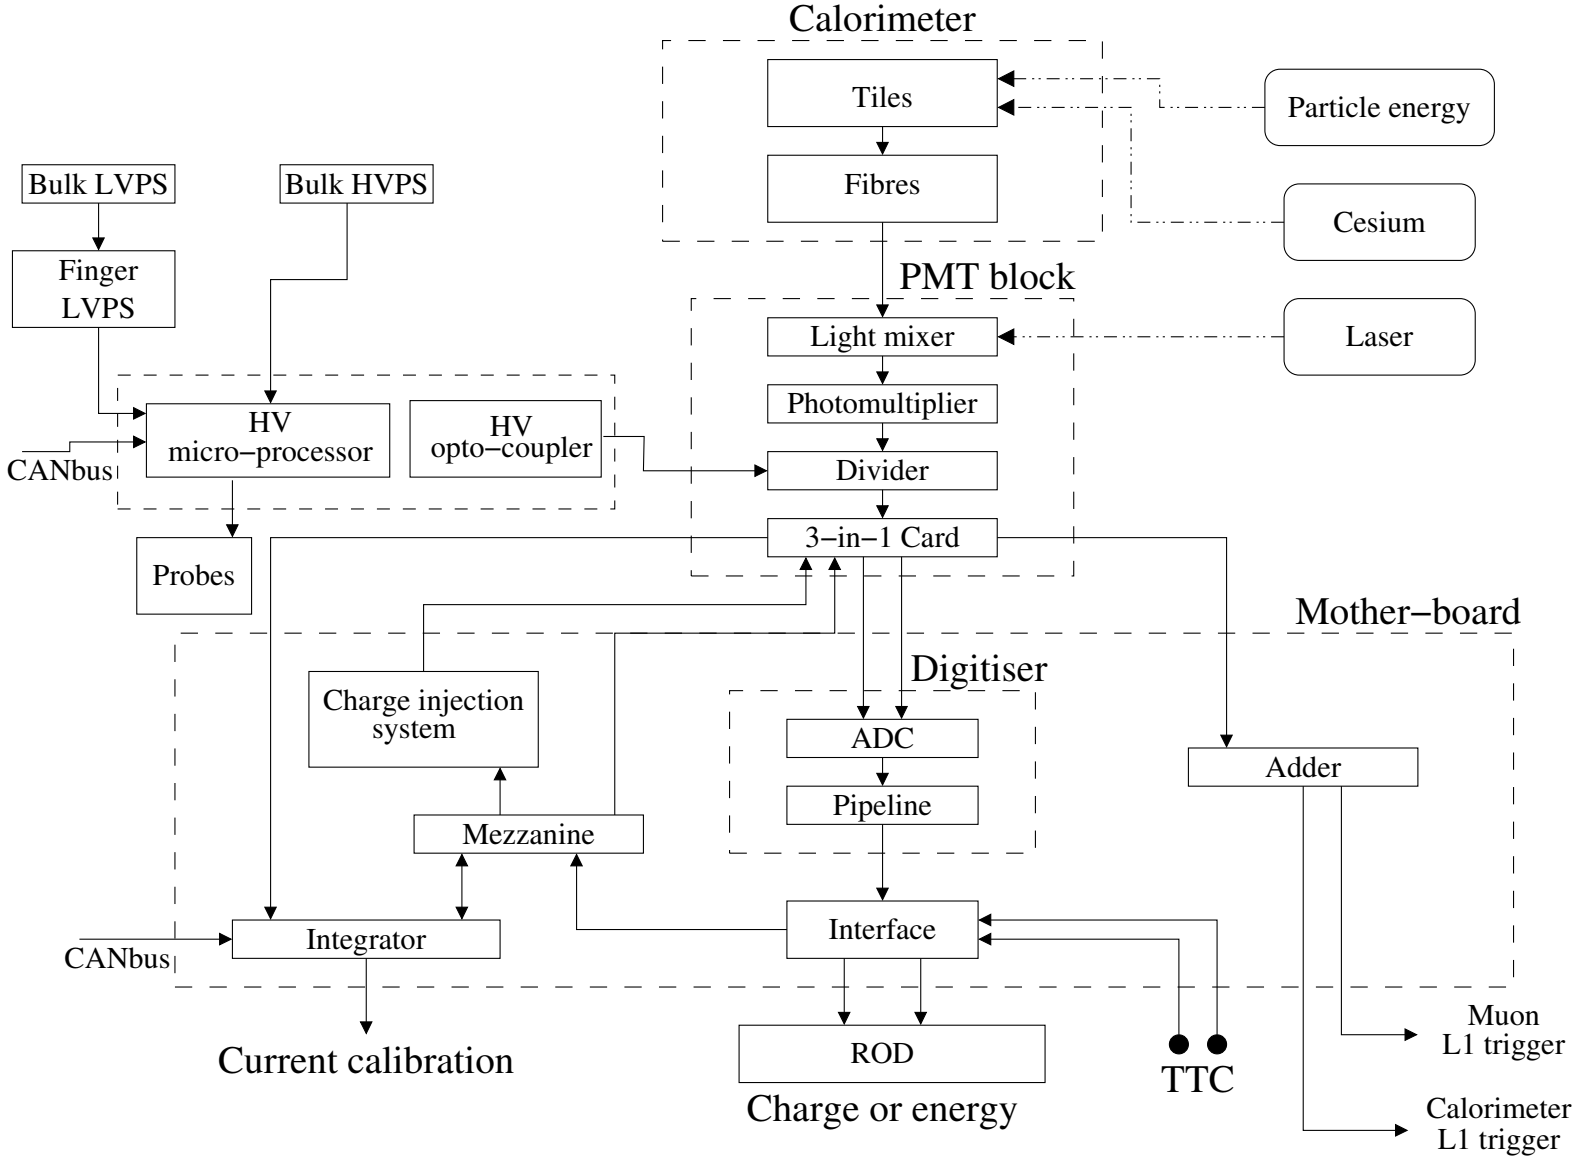 Calorimeter
Tiles
Particle energy
Fibres
Bulk LVPS
Bulk HVPS
Cesium
Finger
LVPS
PMT block
Light mixer
Laser
Photomultiplier
HV
micro−processor
HV
opto−coupler
CANbus
Divider
3−in−1 Card
Probes
Mother−board
Digitiser
Charge injection
system
ADC
Adder
Pipeline
Mezzanine
Interface
Integrator
CANbus
Muon
L1 trigger
ROD
Current calibration
TTC
Charge or energy
Calorimeter
L1 trigger